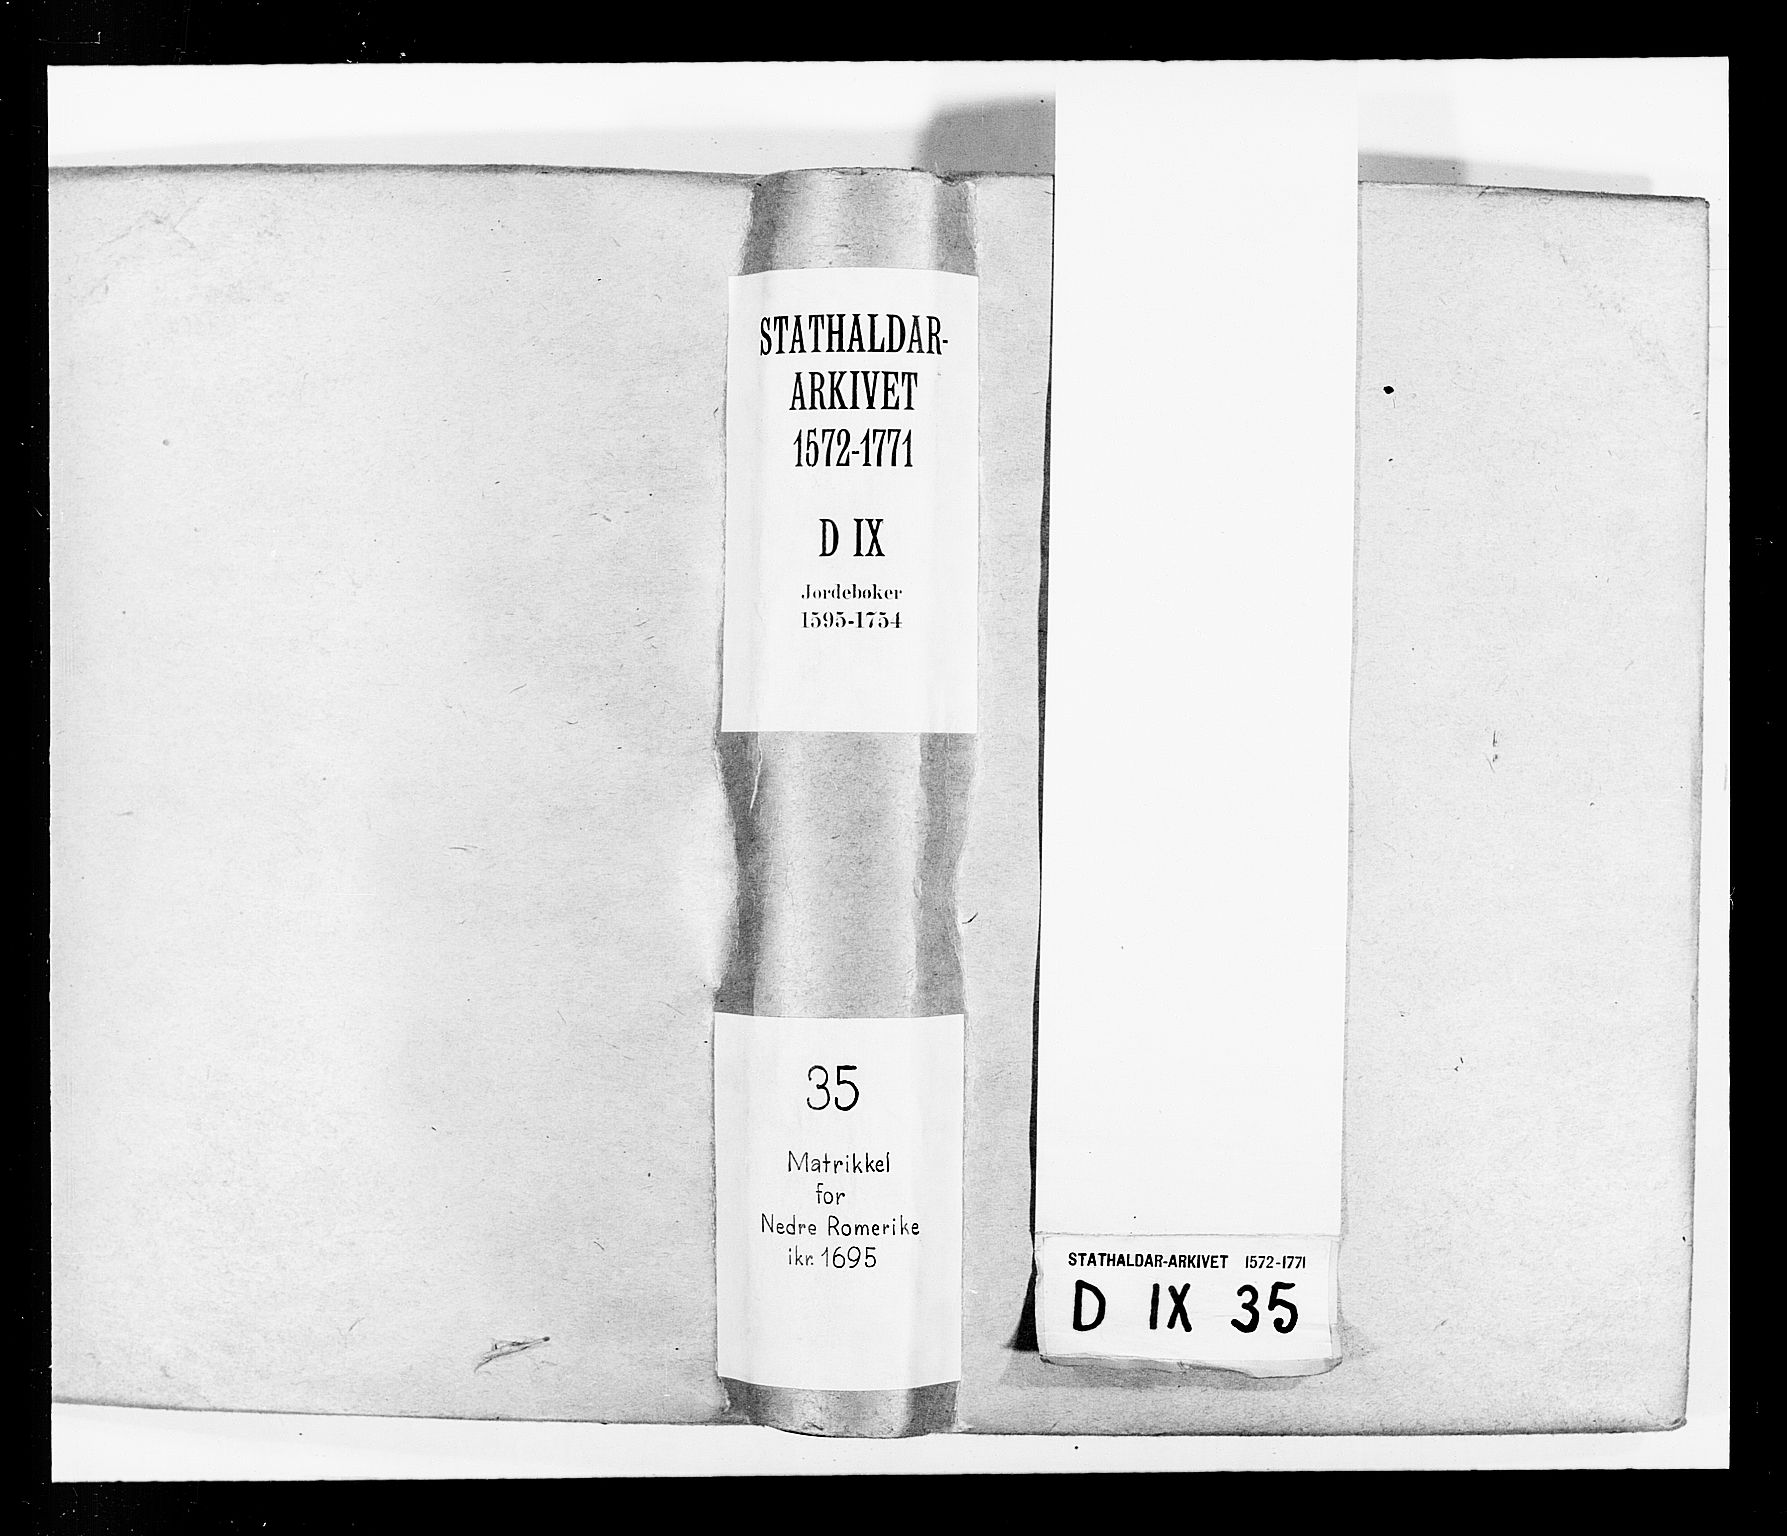 STATHALDAR-
ARKIVET
1572-1771
D IX
Jordebøker
1595-1754
35
Matrikkel
for
Nedre Romerike
ikr. 1695
STATHALDAR-ARKIVET 1572-1771
D IX 35